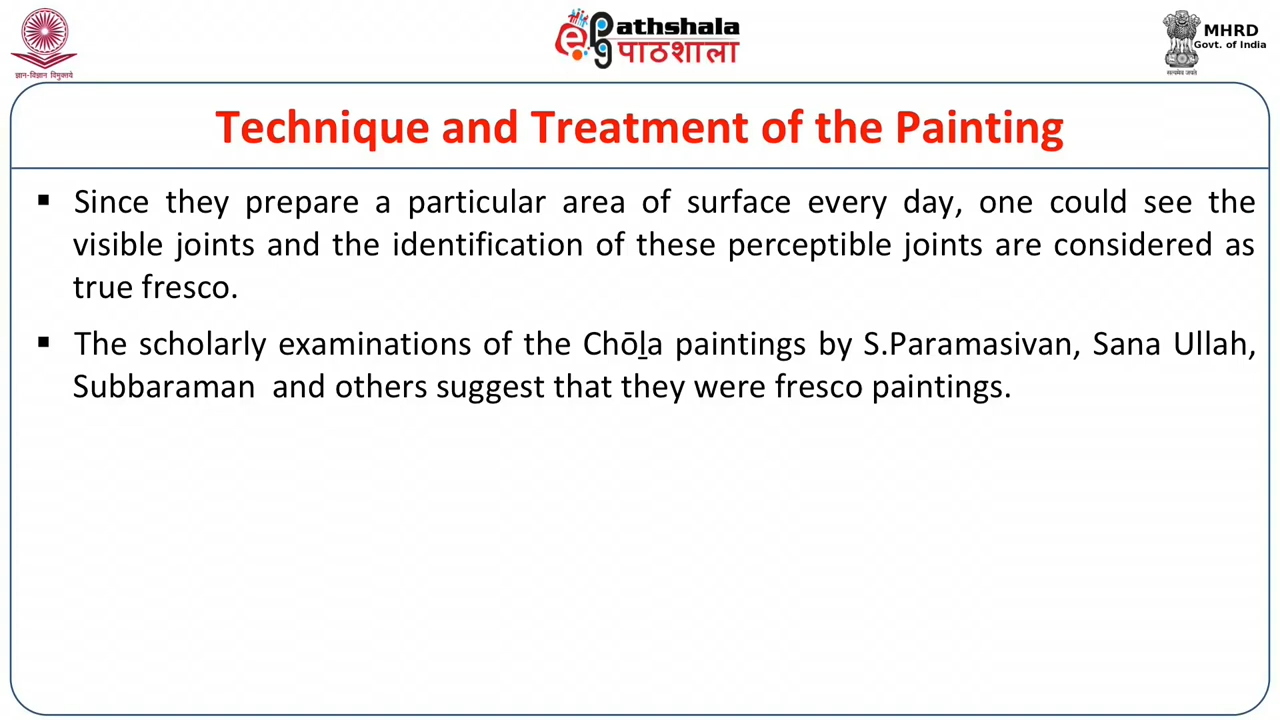 ज्ञान-विज्ञान विमुक्तये
ePathshala
पाठशाला
सत्यमेव जयते
MHRD
Govt. of India
Technique and Treatment of the Painting
▪ Since they prepare a particular area of surface every day, one could see the
visible joints and the identification of these perceptible joints are considered as
true fresco.
▪ The scholarly examinations of the Chōḻa paintings by S.Paramasivan, Sana Ullah,
Subbaraman and others suggest that they were fresco paintings.